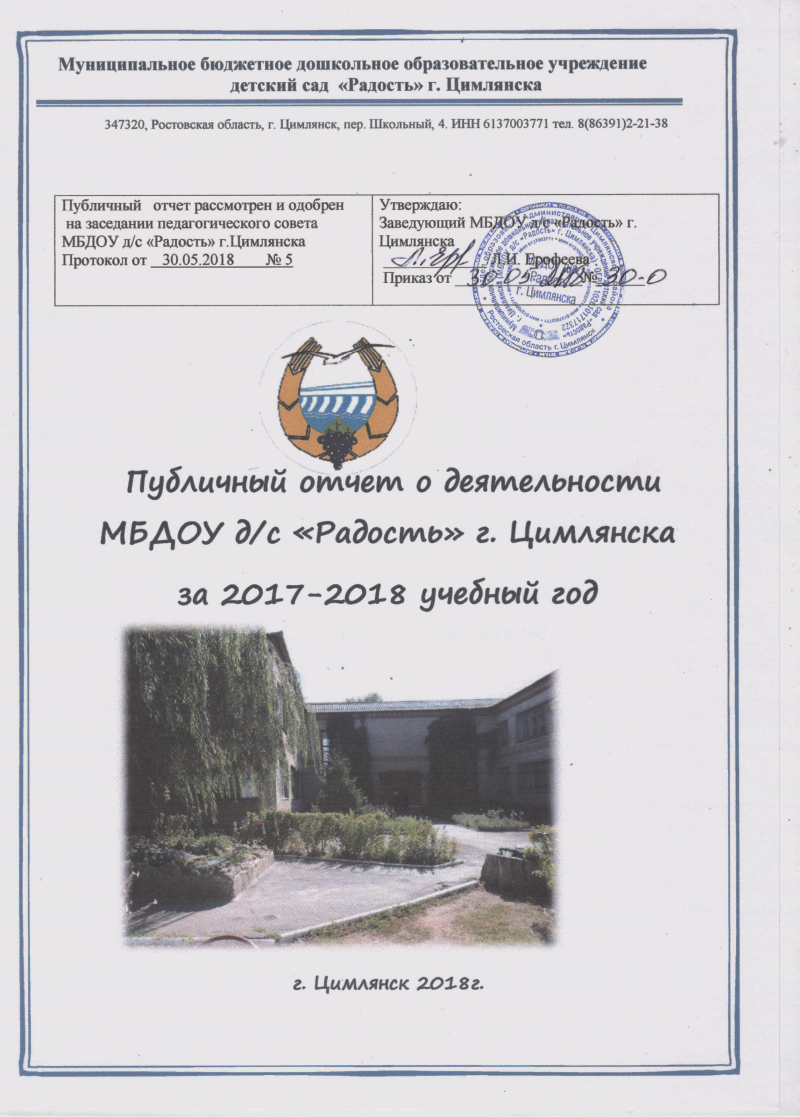 Муниципальное бюджетное дошкольное образовательное учреждение
детский сад «Радость» г. Цимлянска
347320, Ростовская область, г. Цимлянск, пер. Школьный, 4. ИНН 6137003771 тел. 8(86391)2-21-38
Публичный отчет рассмотрен и одобрен
на заседании педагогического совета
МБДОУ д/с «Радость» г.Цимлянска
Протокол от 30.05.2018 № 5
Утверждаю:
Заведующий МБДОУ д/с «Радость» г.
Цимлянска
Л.И. Ерофеева
Приказ от 30.05.2018 № 30-О
Публичный отчет о деятельности
МБДОУ д/с «Радость» г. Цимлянска
за 2017-2018 учебный год
г. Цимлянск 2018г.